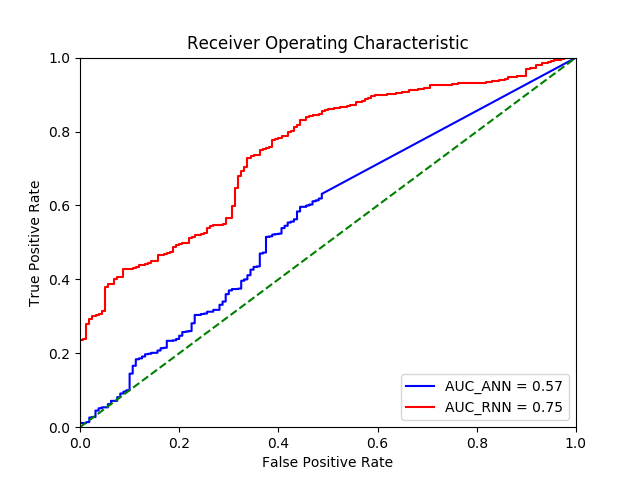 Receiver Operating Characteristic
1.0
0.8
0.6
0.4
0.2
0.0
True Positive Rate
AUC_ANN = 0.57
AUC_RNN = 0.75
0.0 0.2 0.4 0.6 0.8 1.0
False Positive Rate